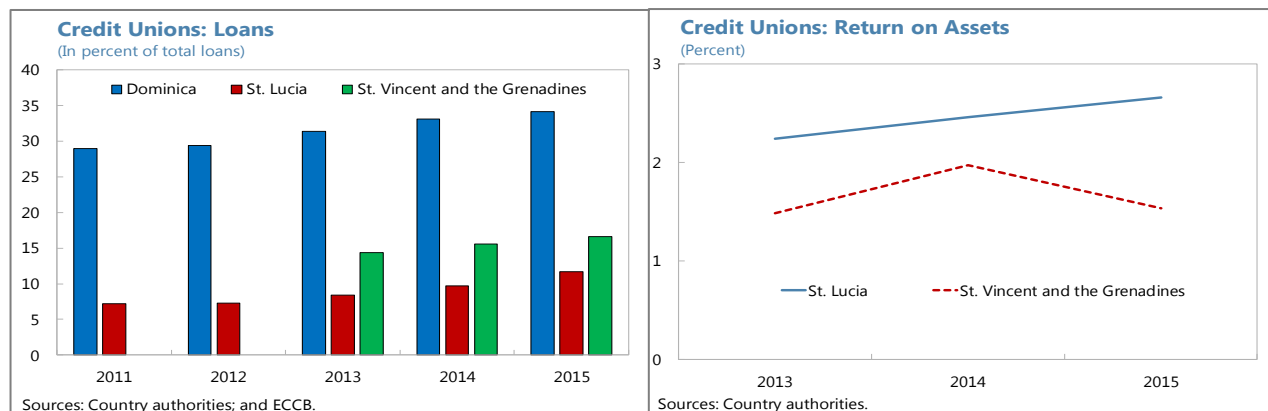 Credit Unions: Loans
(In percent of total loans)
40
35
30
25
20
15
10
5
0
Dominica St. Lucia St. Vincent and the Grenadines
2011 2012 2013 2014 2015
Sources: Country authorities; and ECCB.
Credit Unions: Return on Assets
(Percent)
3
2
1
0
St. Lucia St. Vincent and the Grenadines
2013 2014 2015
Sources: Country authorities.